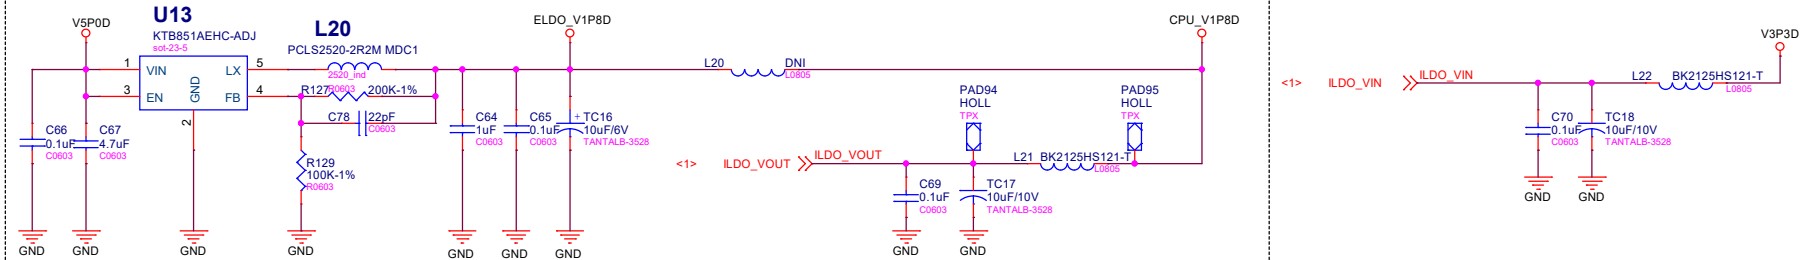 V5P0D
U13
KTB851AEHC-ADJ
sot-23-5
1
VIN
LX
5
3
EN
FB
4
GND
2
L20
PCLS2520-2R2M MDC1
2520_ind
R127
R0603
200K-1%
C78
22pF
C0603
R129
100K-1%
R0603
C66
0.1uF
C0603
C67
4.7uF
C0603
GND
GND
GND
GND
ELDO_V1P8D
C64
1uF
C0603
C65
0.1uF
C0603
+
TC16
10uF/6V
TANTALB-3528
GND
GND
GND
L20
DNI
L0805
CPU_V1P8D
<1>
ILDO_VOUT
ILDO_VOUT
PAD94
HOLL
TPX
PAD95
HOLL
TPX
L21
BK2125HS121-T
L0805
C69
0.1uF
C0603
TC17
10uF/10V
TANTALB-3528
GND
GND
<1>
ILDO_VIN
ILDO_VIN
V3P3D
L22
BK2125HS121-T
L0805
C70
0.1uF
C0603
TC18
10uF/10V
TANTALB-3528
GND
GND